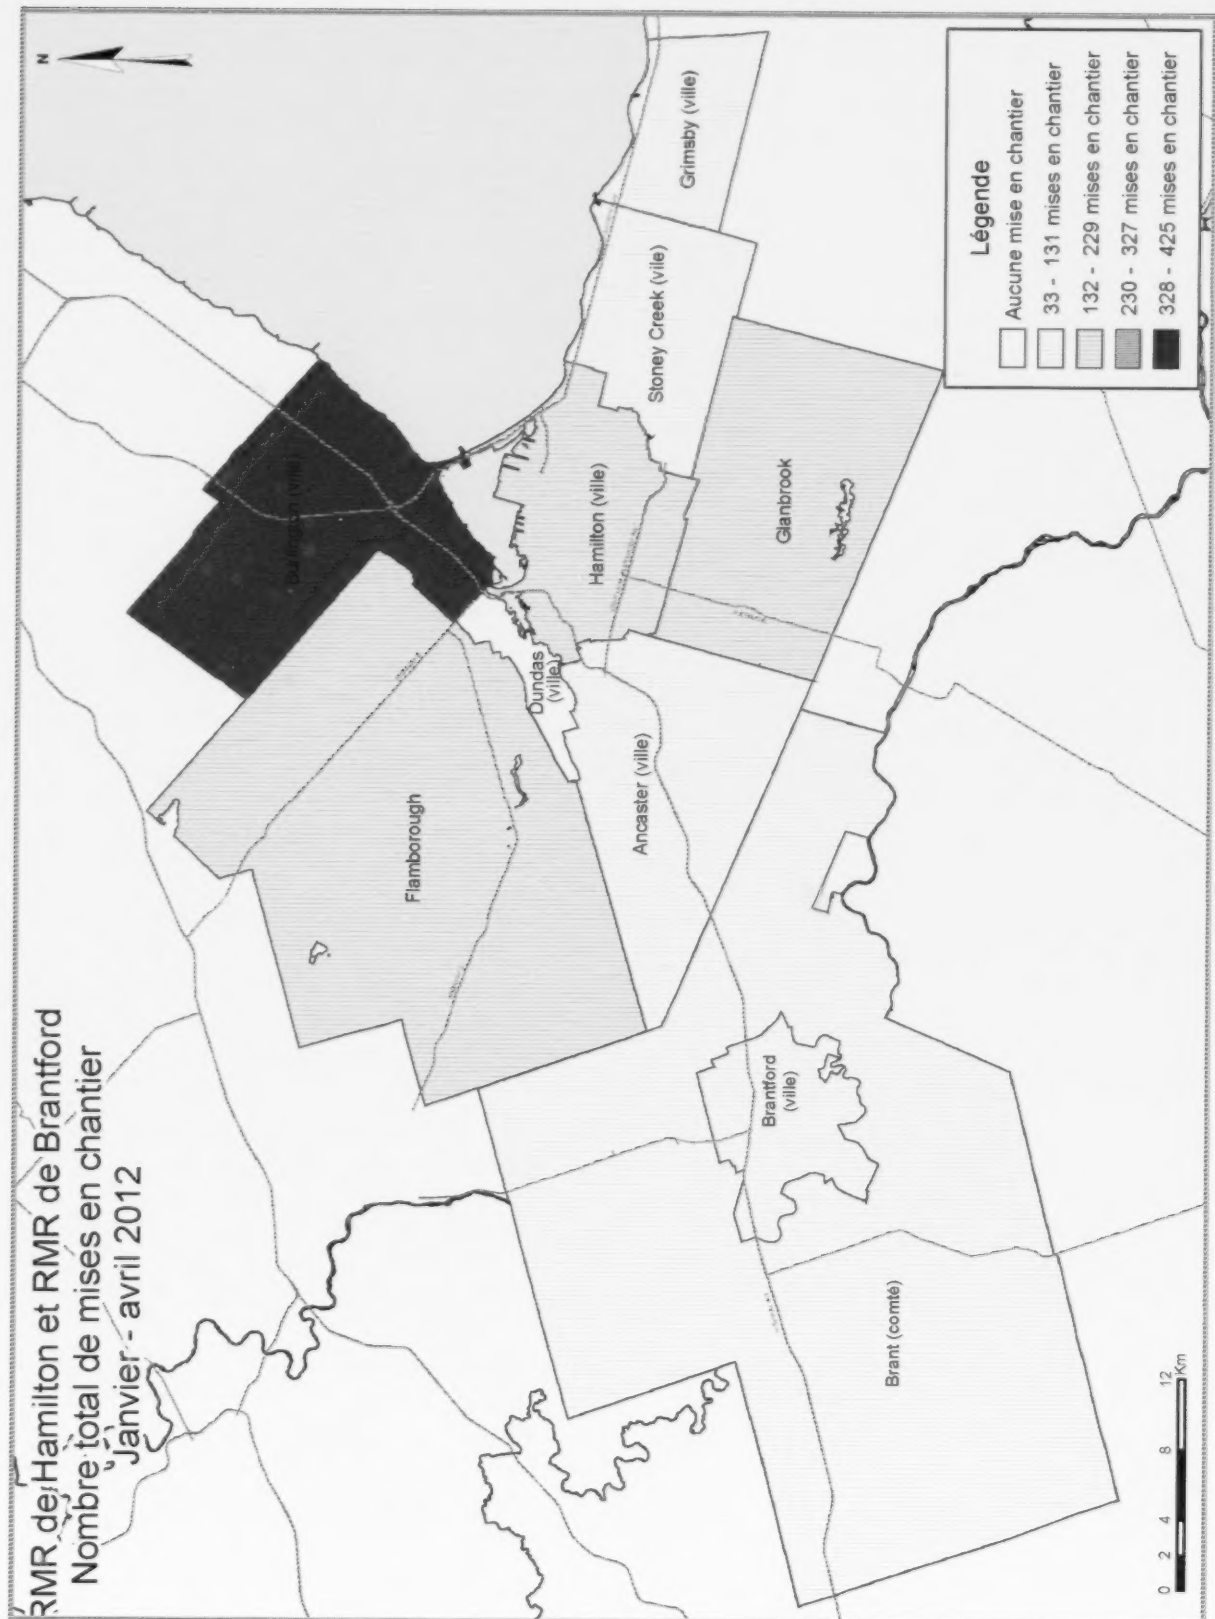 RMR de Hamilton et RMR de Brantford
Nombre total de mises en chantier
Janvier - avril 2012
N
Burlington (ville)
Flamborough
Dundas
(ville)
Hamilton (ville)
Stoney Creek (vile)
Grimsby (ville)
Glanbrook
Ancaster (ville)
Brantford
(ville)
Brant (comté)
0 2 4 8 12
Km
Légende
Aucune mise en chantier
33 - 131 mises en chantier
132 - 229 mises en chantier
230 - 327 mises en chantier
328 - 425 mises en chantier